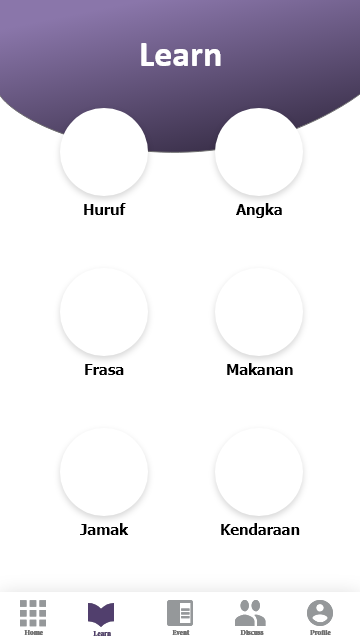 Learn
Huruf Angka
Frasa Makanan
Jamak Kendaraan
Home Learn Event Discuss Profile